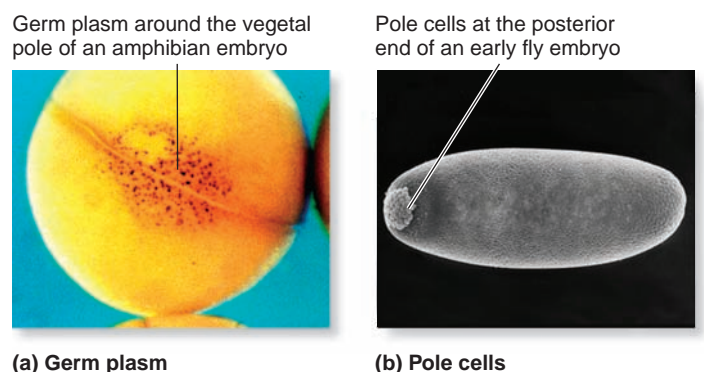 Germ plasm around the vegetal
pole of an amphibian embryo
Pole cells at the posterior
end of an early fly embryo
(a) Germ plasm
(b) Pole cells